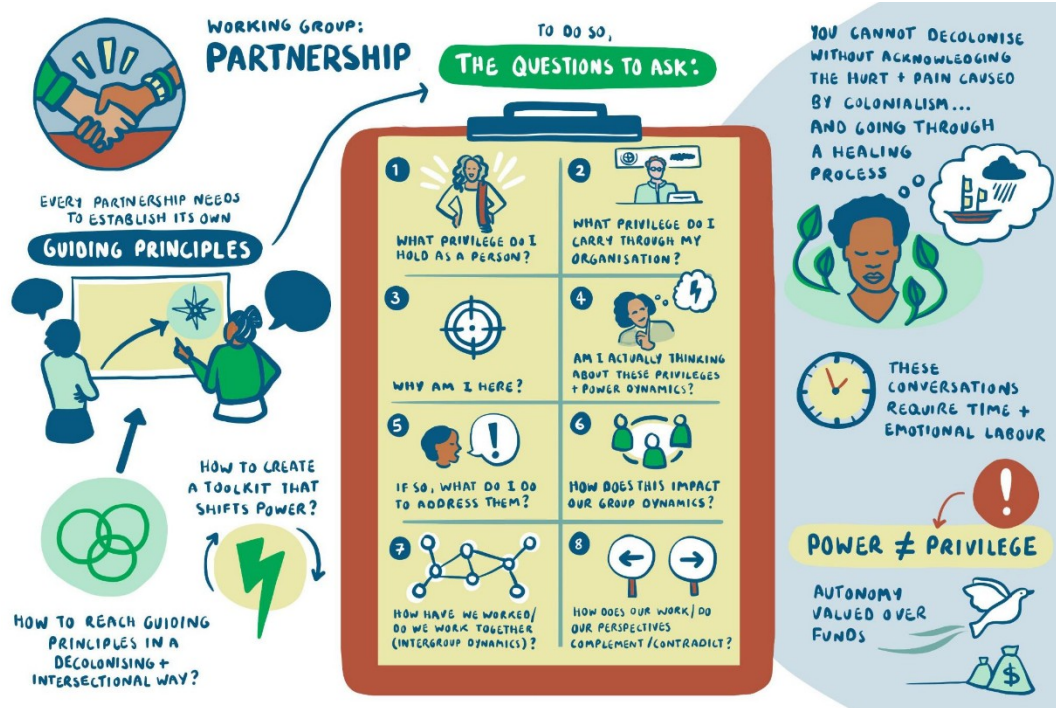 WORKING GROUP:
PARTNERSHIP
EVERY PARTNERSHIP NEEDS
TO ESTABLISH ITS OWN
GUIDING PRINCIPLES
HOW TO CREATE
A TOOLKIT THAT
SHIFTS POWER?
HOW TO REACH GUIDING
PRINCIPLES IN A
DECOLONISING +
INTERSECTIONAL WAY?
TO DO SO,
THE QUESTIONS TO ASK:
1
WHAT PRIVILEGE DO I
HOLD AS A PERSON?
2
WHAT PRIVILEGE DO I
CARRY THROUGH MY
ORGANISATION?
3
WHY AM I HERE?
4
AM I ACTUALLY THINKING
ABOUT THESE PRIVILEGES
+ POWER DYNAMICS?
5
!
IF SO, WHAT DO I DO
TO ADDRESS THEM?
6
HOW DOES THIS IMPACT
OUR GROUP DYNAMICS?
7
HOW HAVE WE WORKED/
DO WE WORK TOGETHER
(INTERGROUP DYNAMICS)?
8
HOW DOES OUR WORK/DO
OUR PERSPECTIVES
COMPLEMENT/CONTRADICT?
YOU CANNOT DECOLONISE
WITHOUT ACKNOWLEDGING
THE HURT + PAIN CAUSED
BY COLONIALISM...
AND GOING THROUGH
A HEALING
PROCESS
THESE
CONVERSATIONS
REQUIRE TIME +
EMOTIONAL LABOUR
!
POWER ≠ PRIVILEGE
AUTONOMY
VALUED OVER
FUNDS
$